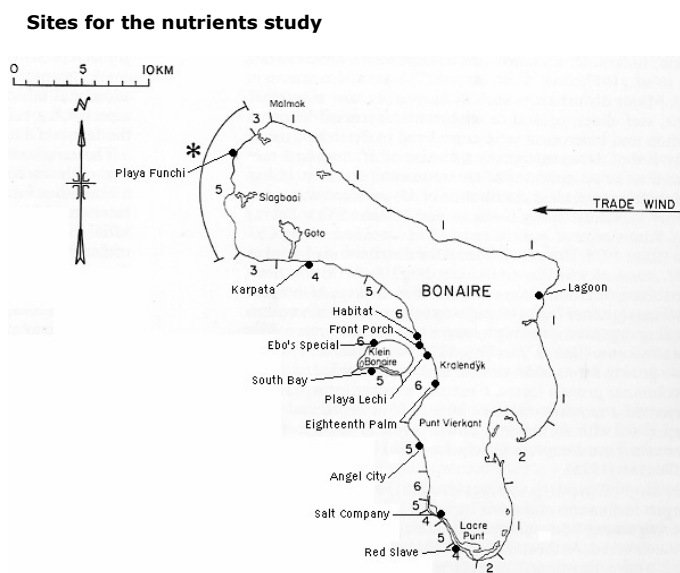 Sites for the nutrients study
0 5 10KM
N
Malmok
3
1
*
Playa Funchi
1
5
Slagbaai
TRADE WIND
1
Goto
1
3
4
Karpata
5
BONAIRE
Lagoon
6
Habitat
1
Front Porch
6
Ebo's Special
Klein
Bonaire
Kralendÿk
South Bay
5
6
Playa Lechi
1
Eighteenth Palm
Punt Vierkant
5
2
Angel City
6
5
Salt Company
4
1
Lacre
Punt
5
Red Slave
4
2